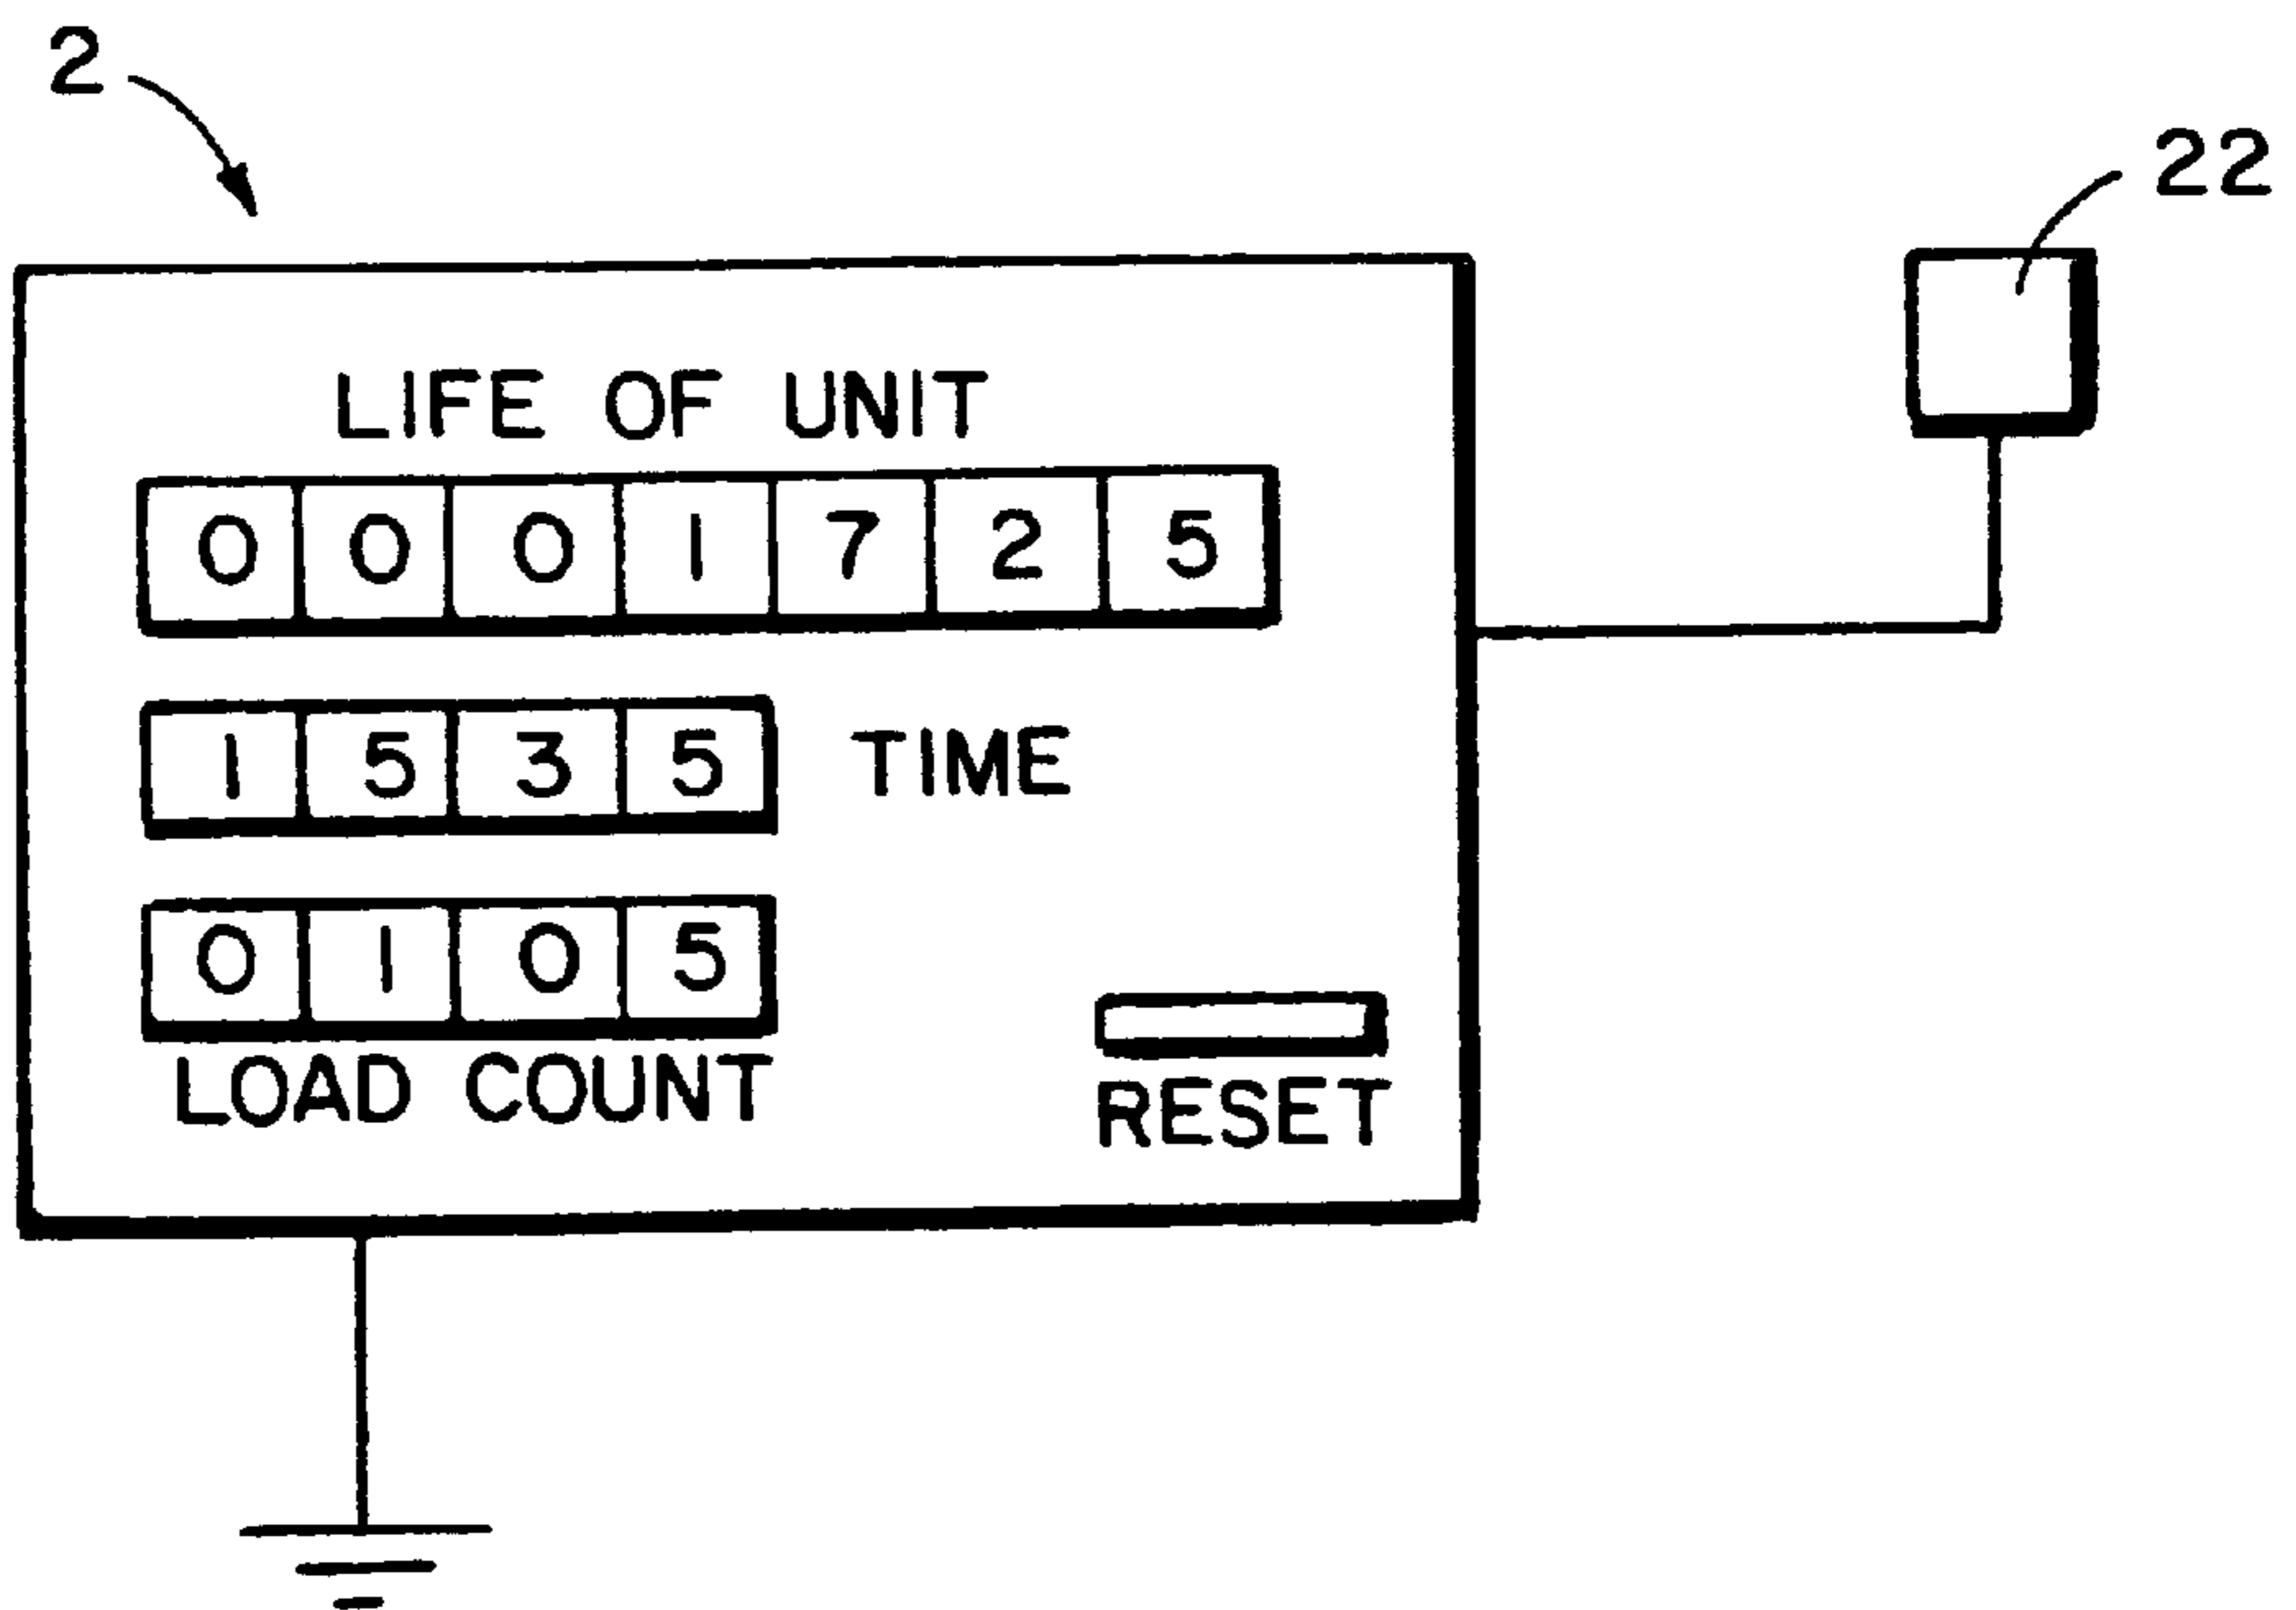 2
22
LIFE OF UNIT
0 0 0 1 7 2 5
1 5 3 5 TIME
0 1 0 5
LOAD COUNT
RESET